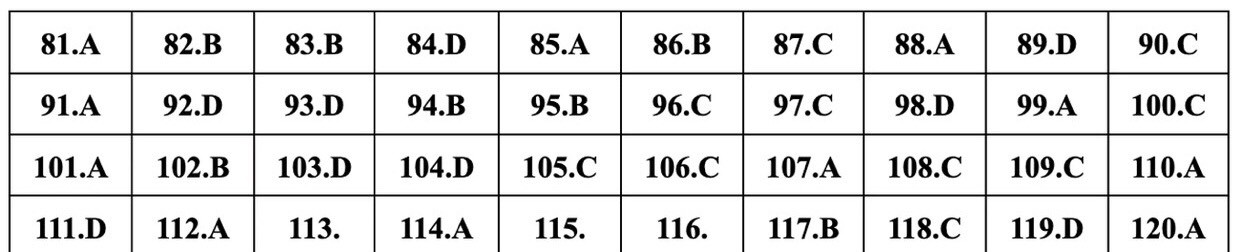 81.A 82.B 83.B 84.D 85.A 86.B 87.C 88.A 89.D 90.C
91.A 92.D 93.D 94.B 95.B 96.C 97.C 98.D 99.A 100.C
101.A 102.B 103.D 104.D 105.C 106.C 107.A 108.C 109.C 110.A
111.D 112.A 113. 114.A 115. 116. 117.B 118.C 119.D 120.A